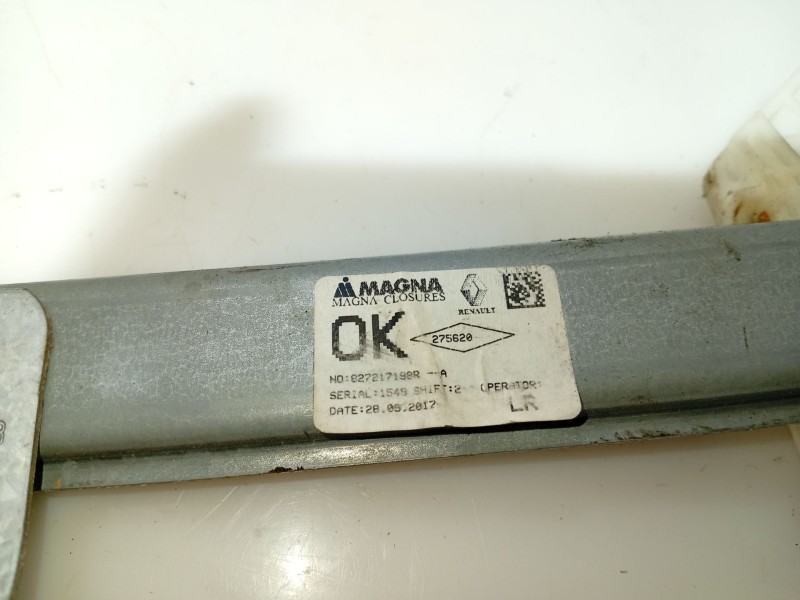 MAGNA
MAGNA CLOSURES
RENAULT
OK
275620
NO:827217198R --A
SERIAL:1549 SHIFT:2 OPERATOR:
DATE:28.09.2017
LR